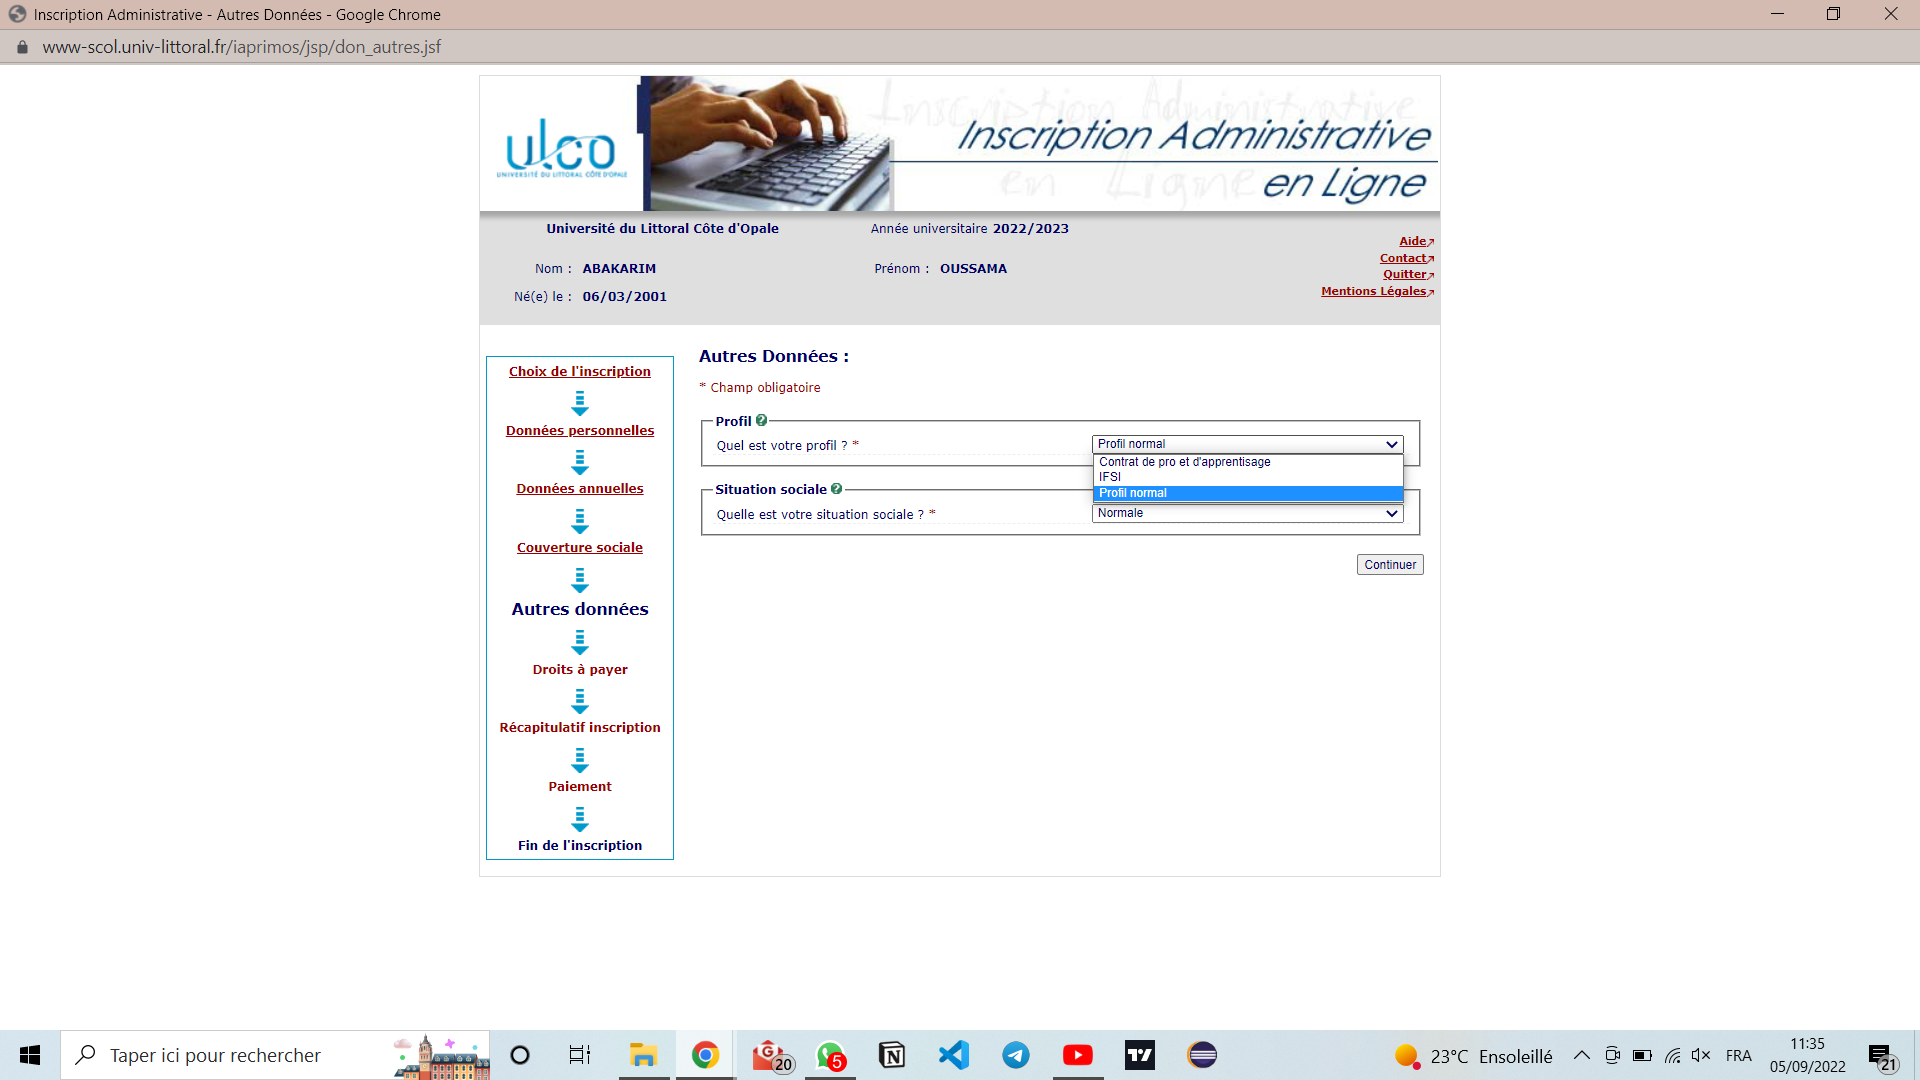 Inscription Administrative - Autres Données - Google Chrome
www-scol.univ-littoral.fr/iaprimos/jsp/don_autres.jsf
ulco
UNIVERSITÉ DU LITTORAL CÔTE D'OPALE
Inscription Administrative
Inscription Administrative
en Ligne
en Ligne
Université du Littoral Côte d'Opale
Année universitaire 2022/2023
Nom : ABAKARIM
Prénom : OUSSAMA
Né(e) le : 06/03/2001
Aide
Contact
Quitter
Mentions Légales
Choix de l'inscription
Données personnelles
Données annuelles
Couverture sociale
Autres données
Droits à payer
Récapitulatif inscription
Paiement
Fin de l'inscription
Autres Données :
* Champ obligatoire
Profil ?
Quel est votre profil ? *
Profil normal
Contrat de pro et d'apprentisage
IFSI
Profil normal
Situation sociale ?
Quelle est votre situation sociale ? *
Normale
Continuer
Taper ici pour rechercher
G
20
5
N
23°C Ensoleillé
FRA
11:35
05/09/2022
21